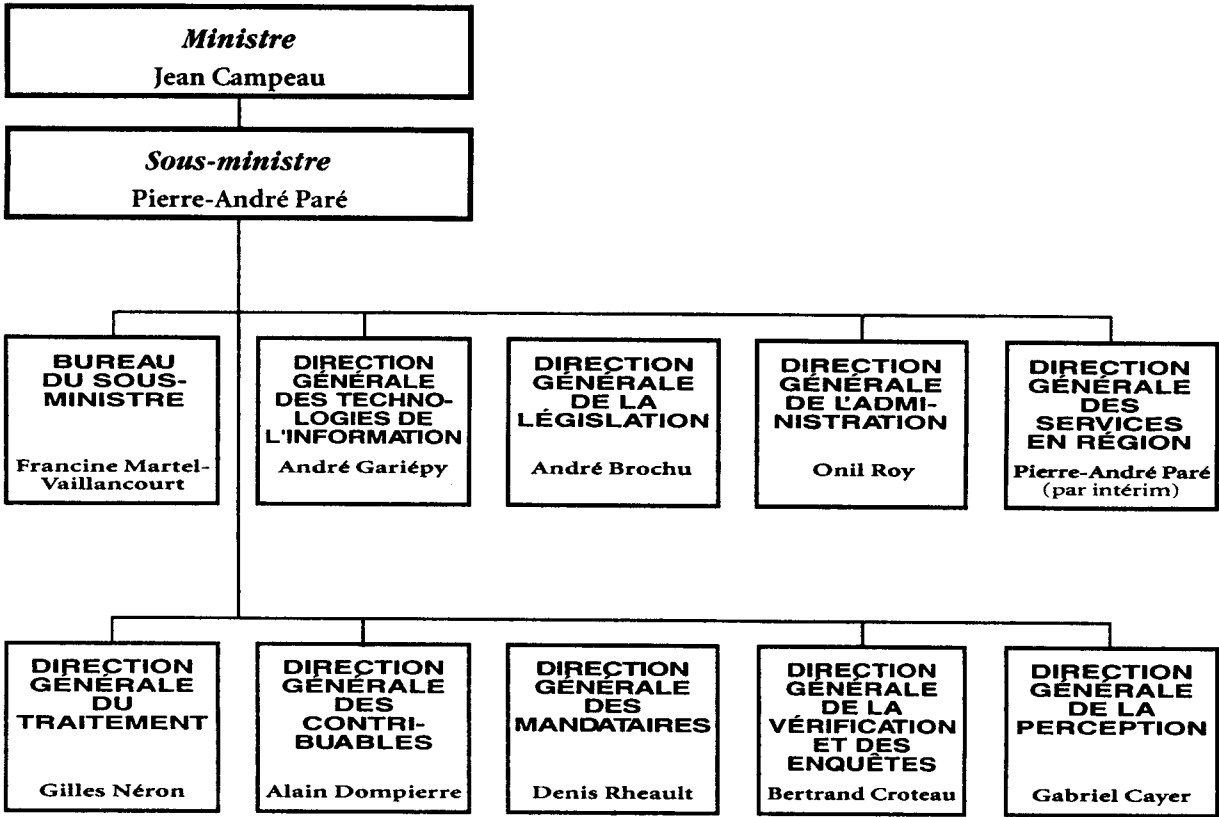 Ministre
Jean Campeau
Sous-ministre
Pierre-André Paré
BUREAU
DU SOUS-
MINISTRE
Francine Martel-
Vaillancourt
DIRECTION
GÉNÉRALE
DES TECHNO-
LOGIES DE
L'INFORMATION
André Gariépy
DIRECTION
GÉNÉRALE
DE LA
LÉGISLATION
André Brochu
DIRECTION
GÉNÉRALE
DE L'ADMI-
NISTRATION
Onil Roy
DIRECTION
GÉNÉRALE
DES
SERVICES
EN RÉGION
Pierre-André Paré
(par intérim)
DIRECTION
GÉNÉRALE
DU
TRAITEMENT
Gilles Néron
DIRECTION
GÉNÉRALE
DES
CONTRI-
BUABLES
Alain Dompierre
DIRECTION
GÉNÉRALE
DES
MANDATAIRES
Denis Rheault
DIRECTION
GÉNÉRALE
DE LA
VÉRIFICATION
ET DES
ENQUÊTES
Bertrand Croteau
DIRECTION
GÉNÉRALE
DE LA
PERCEPTION
Gabriel Cayer